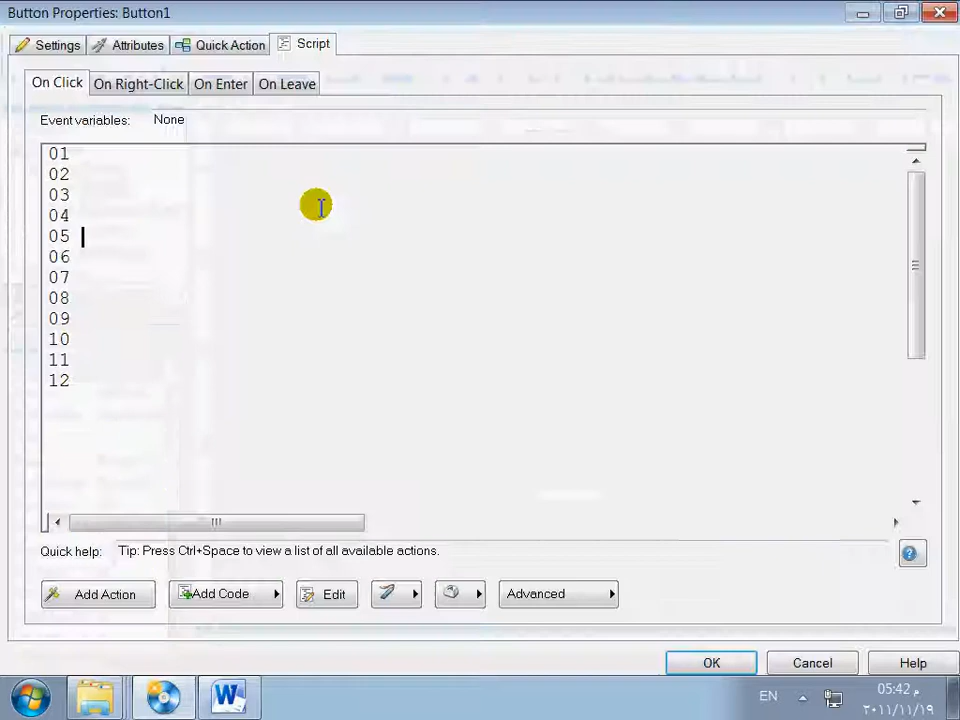 Button Properties: Button1
Settings Attributes Quick Action Script
On Click On Right-Click On Enter On Leave
Event variables: None
01
02
03
04
05
06
07
08
09
10
11
12
Quick help: Tip: Press Ctrl+Space to view a list of all available actions.
Add Action Add Code Edit Advanced
OK Cancel Help
EN
05:42 م
٢٠١١/١١/١٩